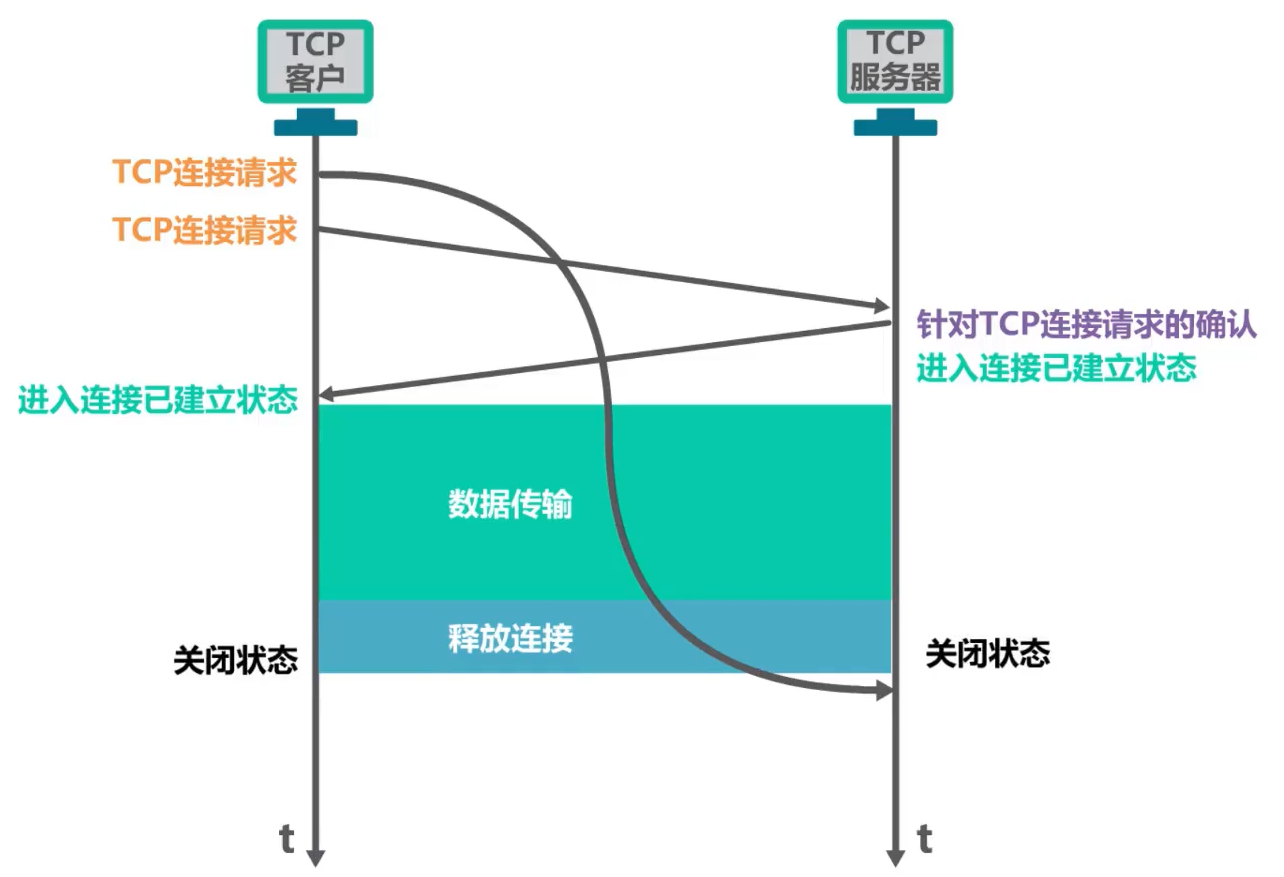 TCP
客户
TCP
服务器
TCP连接请求
TCP连接请求
针对TCP连接请求的确认
进入连接已建立状态
进入连接已建立状态
数据传输
释放连接
关闭状态
关闭状态
t
t